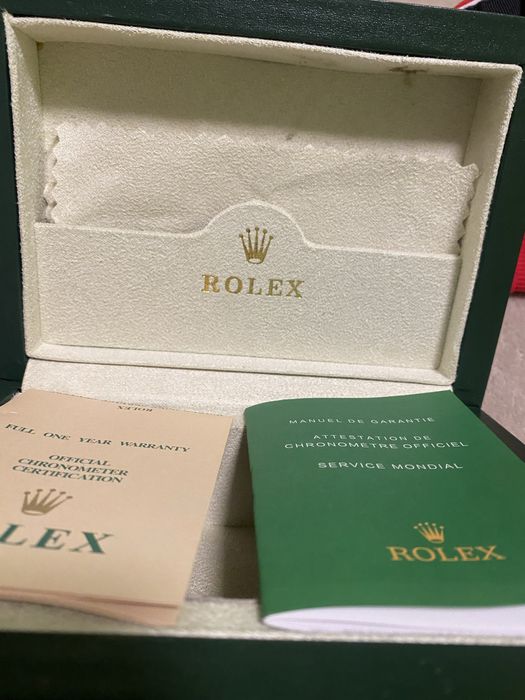 ROLEX
ROLEX
FULL ONE YEAR WARRANTY
OFFICIAL
CHRONOMETER
CERTIFICATION
LEX
MANUEL DE GARANTIE
ATTESTATION DE
CHRONOMETRE OFFICIEL
SERVICE MONDIAL
ROLEX